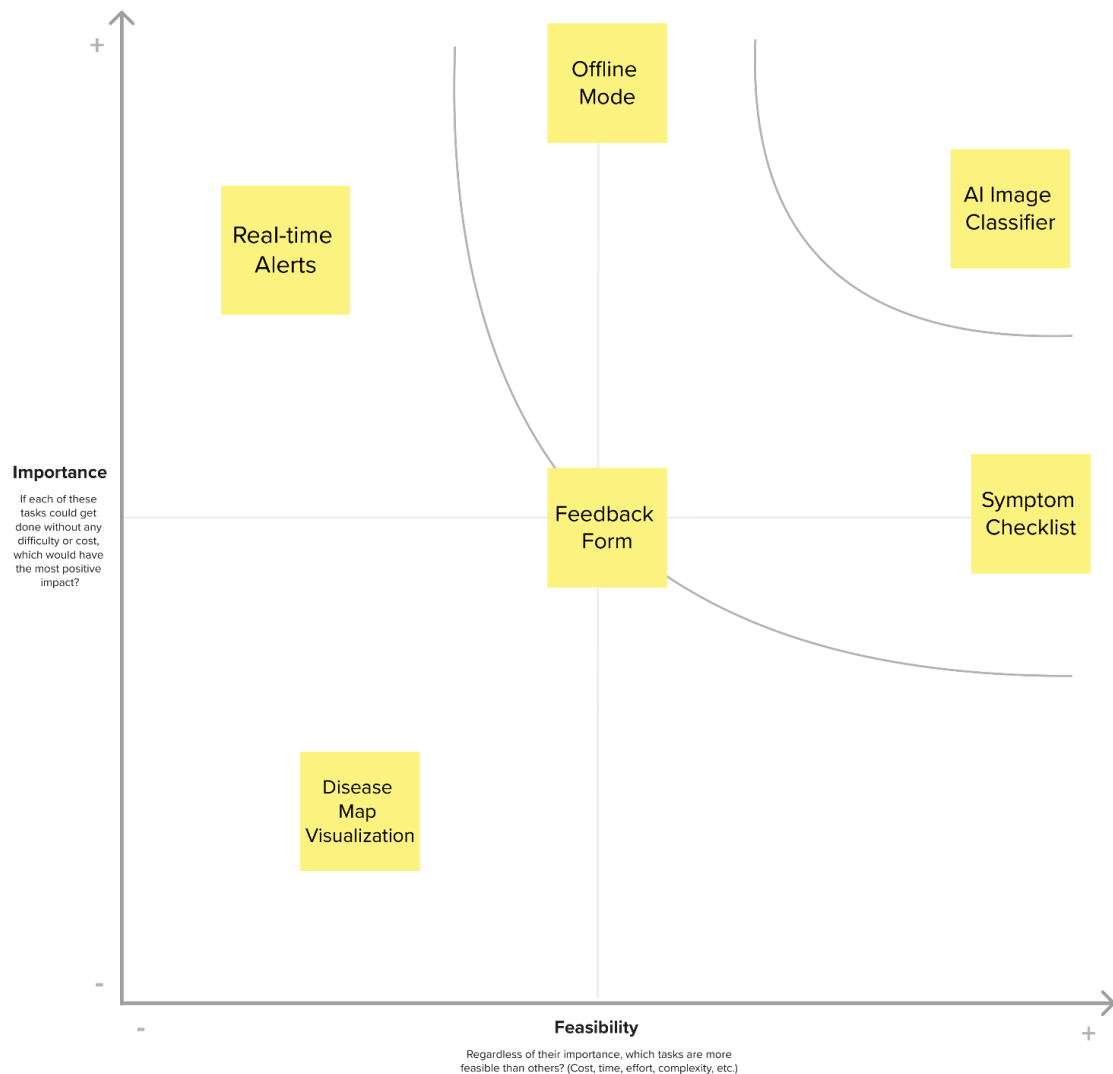 +
Offline
Mode
AI Image
Classifier
Real-time
Alerts
Importance
If each of these
tasks could get
done without any
difficulty or cost,
which would have
the most positive
impact?
Feedback
Form
Symptom
Checklist
Disease
Map
Visualization
-
-
Feasibility
+
Regardless of their importance, which tasks are more
feasible than others? (Cost, time, effort, complexity, etc.)